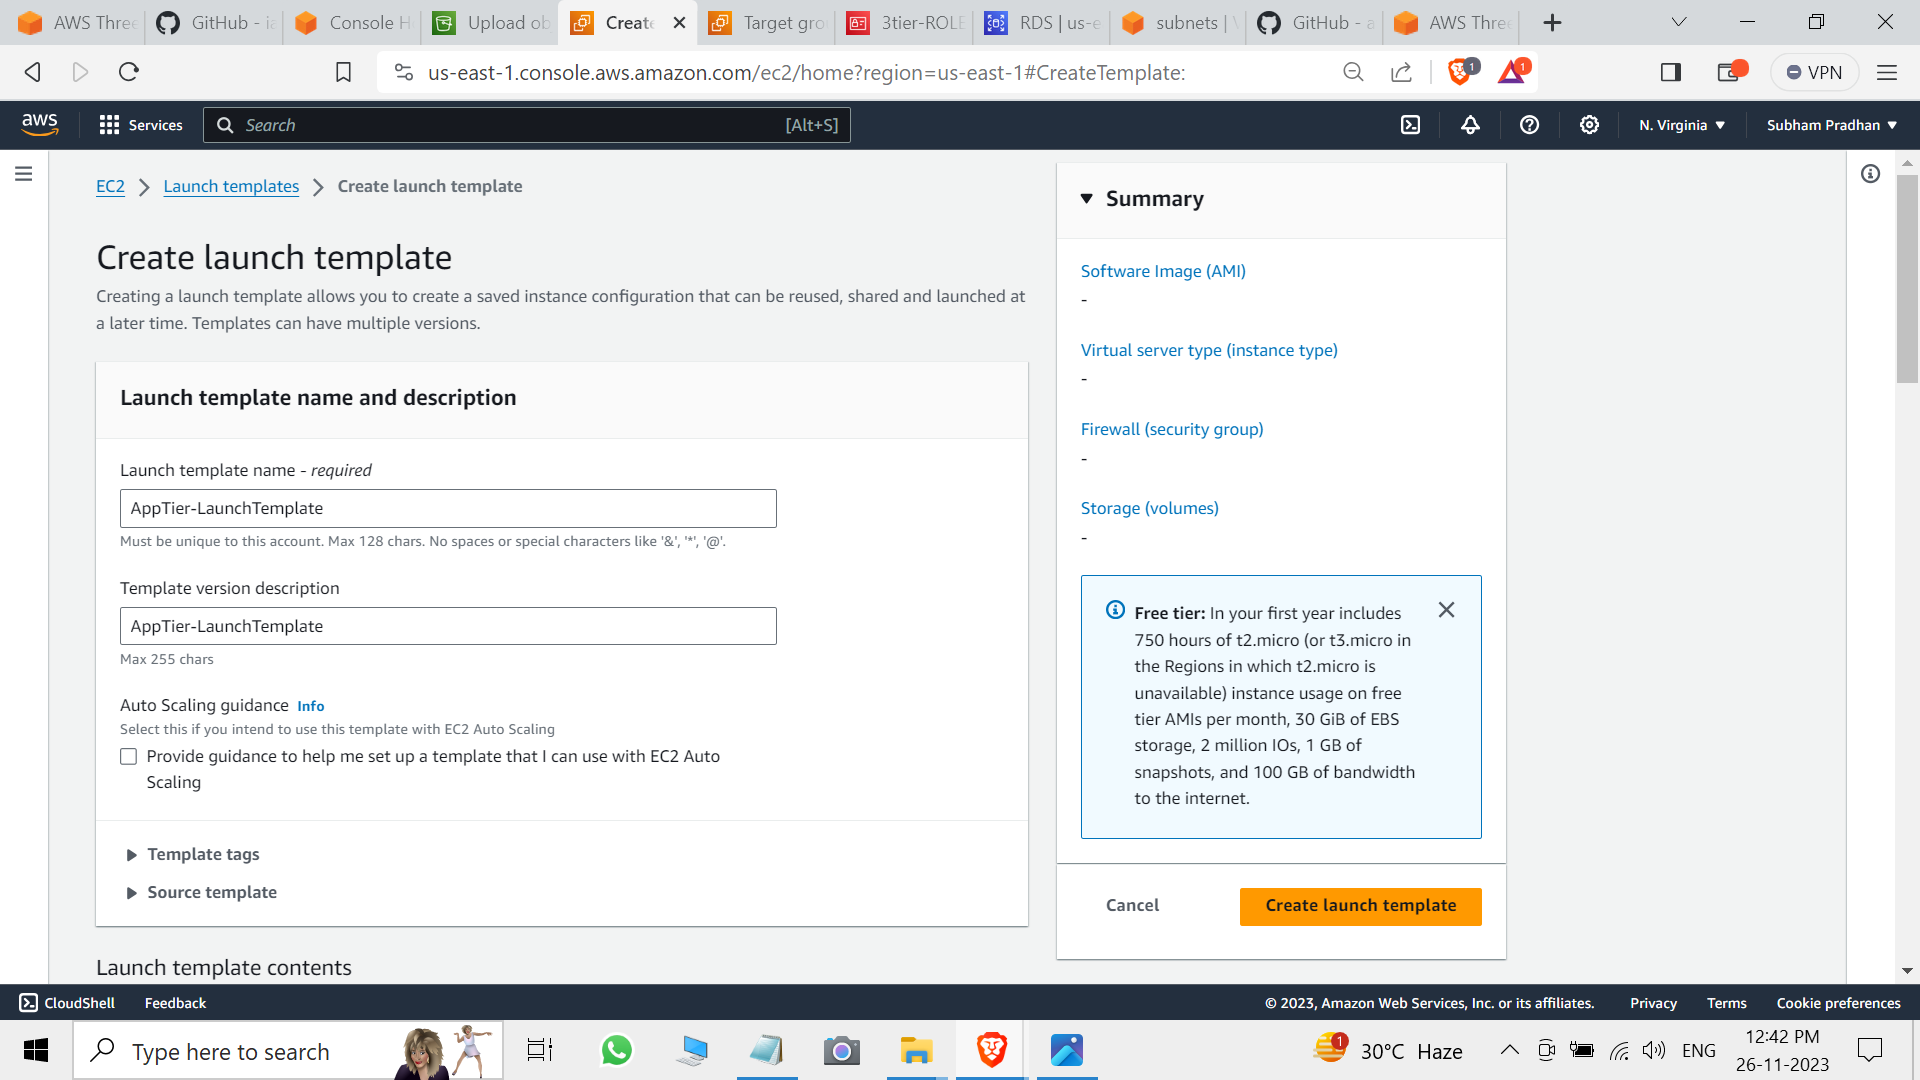 AWS Three
GitHub - ia
Console H
Upload ob
Create
Target gro
3tier-ROLE
RDS | us-e
subnets | V
GitHub - a
AWS Three
us-east-1.console.aws.amazon.com/ec2/home?region=us-east-1#CreateTemplate:
1
1
VPN
aws
Services
Search
[Alt+S]
N. Virginia
Subham Pradhan
EC2
Launch templates
Create launch template
Create launch template
Creating a launch template allows you to create a saved instance configuration that can be reused, shared and launched at
a later time. Templates can have multiple versions.
Launch template name and description
Launch template name - required
AppTier-LaunchTemplate
Must be unique to this account. Max 128 chars. No spaces or special characters like '&', '*', '@'.
Template version description
AppTier-LaunchTemplate
Max 255 chars
Auto Scaling guidance Info
Select this if you intend to use this template with EC2 Auto Scaling
Provide guidance to help me set up a template that I can use with EC2 Auto
Scaling
Template tags
Source template
Launch template contents
Summary
Software Image (AMI)
-
Virtual server type (instance type)
-
Firewall (security group)
-
Storage (volumes)
-
Free tier: In your first year includes
750 hours of t2.micro (or t3.micro in
the Regions in which t2.micro is
unavailable) instance usage on free
tier AMIs per month, 30 GiB of EBS
storage, 2 million IOs, 1 GB of
snapshots, and 100 GB of bandwidth
to the internet.
Cancel
Create launch template
CloudShell
Feedback
© 2023, Amazon Web Services, Inc. or its affiliates.
Privacy
Terms
Cookie preferences
Type here to search
1
30°C Haze
ENG
12:42 PM
26-11-2023